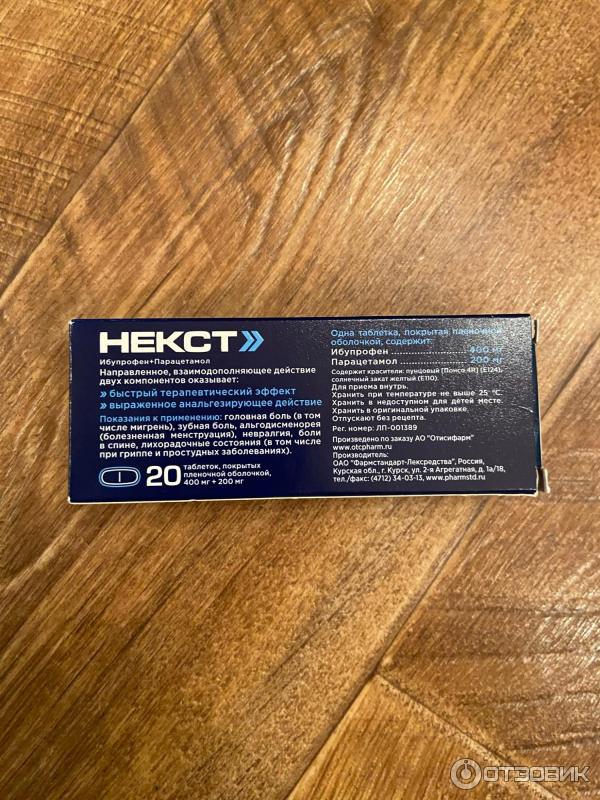 НЕКСТ»
Ибупрофен+Парацетамол
Направленное, взаимодополняющее действие
двух компонентов оказывает:
» быстрый терапевтический эффект
» выраженное анальгезирующее действие
Показания к применению: головная боль (в том
числе мигрень), зубная боль, альгодисменорея
(болезненная менструация), невралгия, боли
в спине, лихорадочные состояния (в том числе
при гриппе и простудных заболеваниях).
20 таблеток, покрытых
пленочной оболочкой,
400 мг + 200 мг
Одна таблетка, покрытая пленочной
оболочкой, содержит:
Ибупрофен ........................ 400 мг
Парацетамол ................... 200 мг
Содержит красители: пунцовый [Понсо 4R] (Е124),
солнечный закат желтый (Е110).
Для приема внутрь.
Хранить при температуре не выше 25 °С.
Хранить в недоступном для детей месте.
Хранить в оригинальной упаковке.
Отпускают без рецепта.
Рег. номер: ЛП-001389
Произведено по заказу АО "Отисифарм"
www.otcpharm.ru
Производитель:
ОАО "Фармстандарт-Лексредства", Россия,
Курская обл., г. Курск, ул. 2-я Агрегатная, д. 1а/18,
тел./факс: (4712) 34-03-13, www.pharmstd.ru
ОТЗОВИК